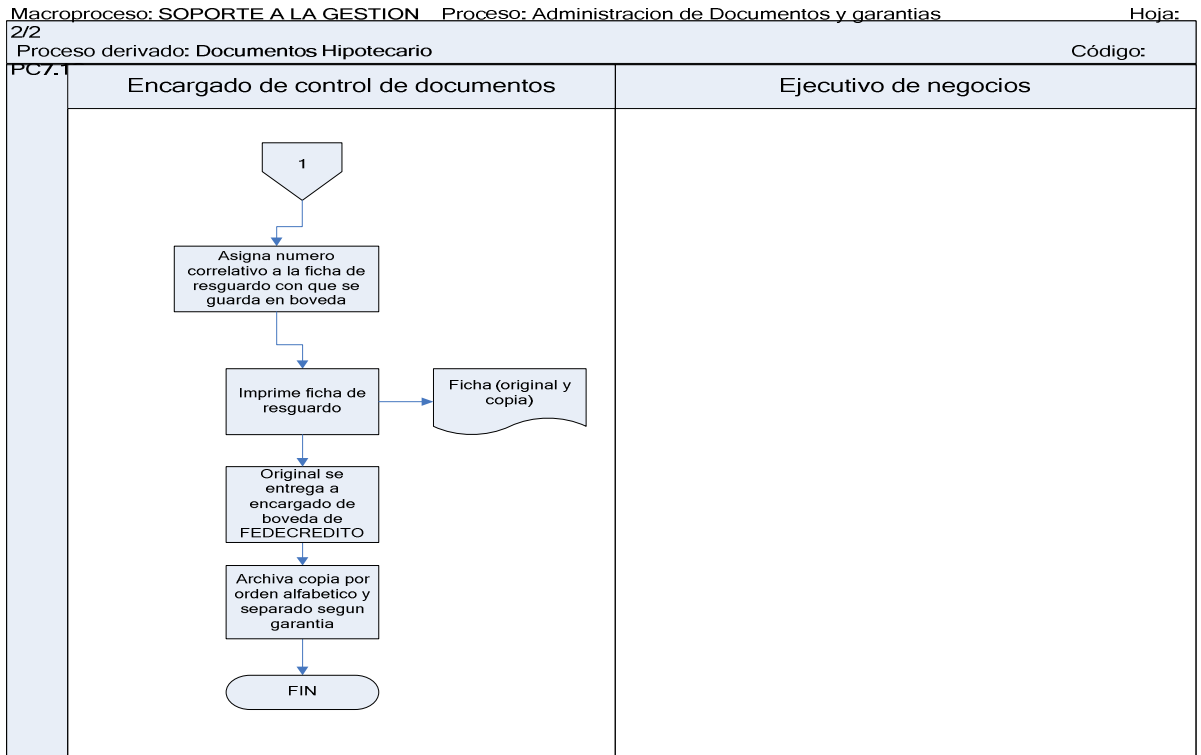 Macroproceso: SOPORTE A LA GESTION Proceso: Administracion de Documentos y garantias Hoja:
2/2
Proceso derivado: Documentos Hipotecario Código:
PC7.1
Encargado de control de documentos
Ejecutivo de negocios
1
Asigna numero
correlativo a la ficha de
resguardo con que se
guarda en boveda
Imprime ficha de
resguardo
Ficha (original y
copia)
Original se
entrega a
encargado de
boveda de
FEDECREDITO
Archiva copia por
orden alfabetico y
separado segun
garantia
FIN